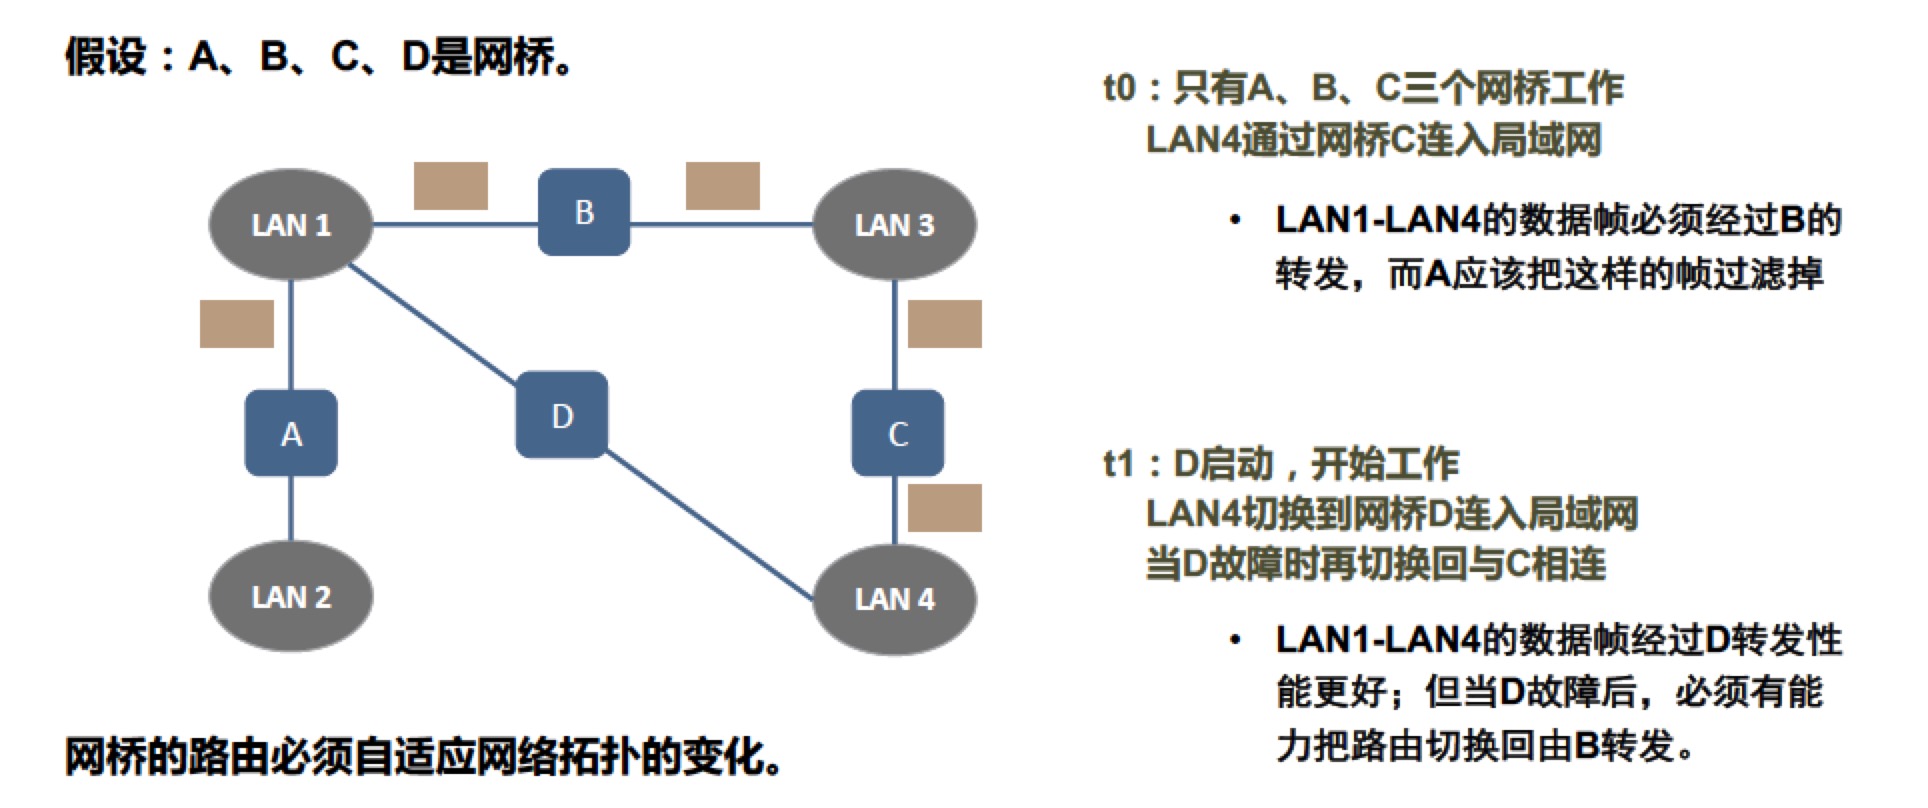 假设：A、B、C、D是网桥。
LAN 1
B
LAN 3
A
D
C
LAN 2
LAN 4
网桥的路由必须自适应网络拓扑的变化。
t0：只有A、B、C三个网桥工作
LAN4通过网桥C连入局域网
• LAN1-LAN4的数据帧必须经过B的
转发，而A应该把这样的帧过滤掉
t1：D启动，开始工作
LAN4切换到网桥D连入局域网
当D故障时再切换回与C相连
• LAN1-LAN4的数据帧经过D转发性
能更好；但当D故障后，必须有能
力把路由切换回由B转发。